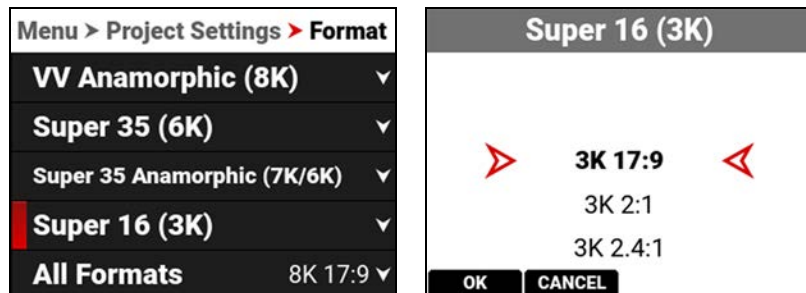 Menu > Project Settings > Format
VV Anamorphic (8K)
Super 35 (6K)
Super 35 Anamorphic (7K/6K)
Super 16 (3K)
All Formats 8K 17:9
Super 16 (3K)
3K 17:9
3K 2:1
3K 2.4:1
OK CANCEL